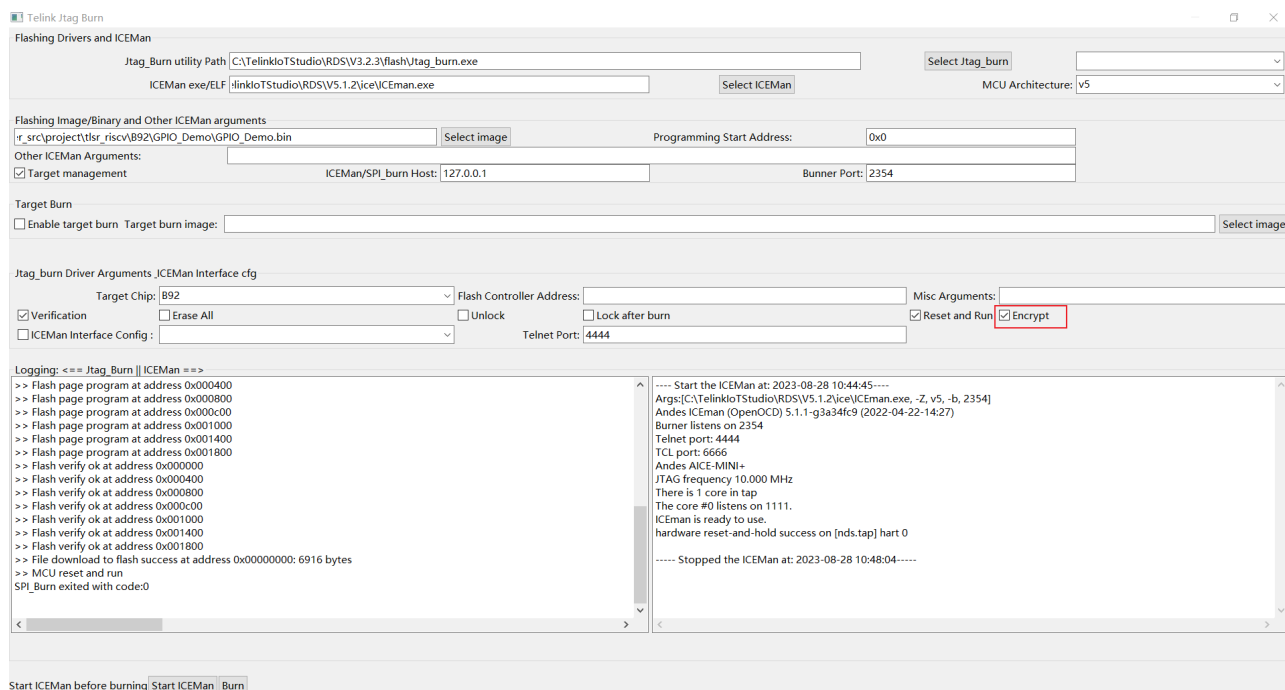 Telink Jtag Burn
Flashing Drivers and ICEMan
Jtag_Burn utility Path C:\TelinkIoTStudio\RDS\V3.2.3\flash\Jtag_burn.exe Select Jtag_burn
ICEMan exe/ELF :linkIoTStudio\RDS\V5.1.2\ice\ICEman.exe Select ICEMan MCU Architecture: v5
Flashing Image/Binary and Other ICEMan arguments
r_src\project\tlsr_riscv\B92\GPIO_Demo\GPIO_Demo.bin Select image Programming Start Address: 0x0
Other ICEMan Arguments:
Target management ICEMan/SPI_burn Host: 127.0.0.1 Bunner Port: 2354
Target Burn
Enable target burn Target burn image: Select image
Jtag_burn Driver Arguments ,ICEMan Interface cfg
Target Chip: B92 Flash Controller Address: Misc Arguments:
Verification Erase All Unlock Lock after burn Reset and Run Encrypt
ICEMan Interface Config : Telnet Port: 4444
Logging: <== Jtag_Burn || ICEMan ==>
>> Flash page program at address 0x000400
>> Flash page program at address 0x000800
>> Flash page program at address 0x000c00
>> Flash page program at address 0x001000
>> Flash page program at address 0x001400
>> Flash page program at address 0x001800
>> Flash verify ok at address 0x000000
>> Flash verify ok at address 0x000400
>> Flash verify ok at address 0x000800
>> Flash verify ok at address 0x000c00
>> Flash verify ok at address 0x001000
>> Flash verify ok at address 0x001400
>> Flash verify ok at address 0x001800
>> File download to flash success at address 0x00000000: 6916 bytes
>> MCU reset and run
SPI_Burn exited with code:0
---- Start the ICEMan at: 2023-08-28 10:44:45----
Args:[C:\TelinkIoTStudio\RDS\V5.1.2\ice\ICEman.exe, -Z, v5, -b, 2354]
Andes ICEman (OpenOCD) 5.1.1-g3a34fc9 (2022-04-22-14:27)
Burner listens on 2354
Telnet port: 4444
TCL port: 6666
Andes AICE-MINI+
JTAG frequency 10.000 MHz
There is 1 core in tap
The core #0 listens on 1111.
ICEman is ready to use.
hardware reset-and-hold success on [nds.tap] hart 0
----- Stopped the ICEMan at: 2023-08-28 10:48:04-----
Start ICEMan before burning Start ICEMan Burn